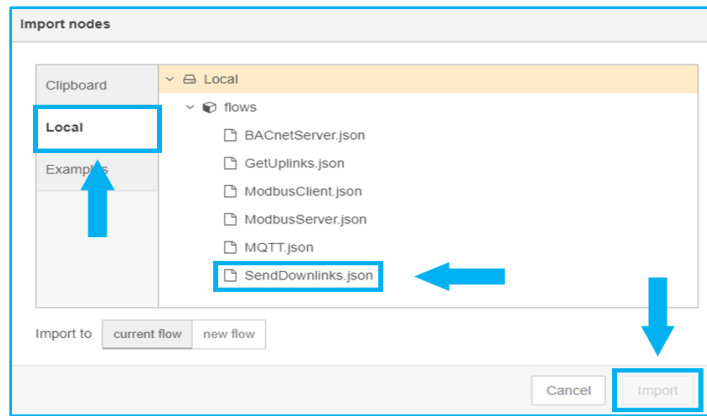 Import nodes
Clipboard
Local
Examples
Local
flows
BACnetServer.json
GetUplinks.json
ModbusClient.json
ModbusServer.json
MQTT.json
SendDownlinks.json
Import to current flow new flow
Cancel Import